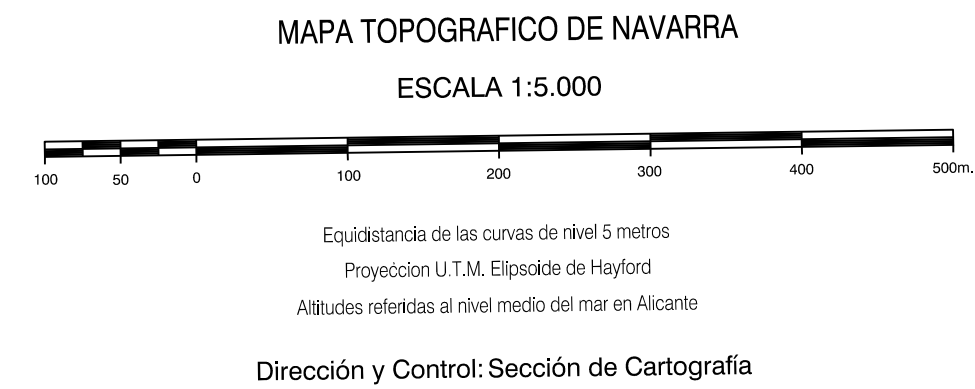 MAPA TOPOGRAFICO DE NAVARRA
ESCALA 1:5.000
100 50 0 100 200 300 400 500m.
Equidistancia de las curvas de nivel 5 metros
Proyeccion U.T.M. Elipsoide de Hayford
Altitudes referidas al nivel medio del mar en Alicante
Dirección y Control: Sección de Cartografía